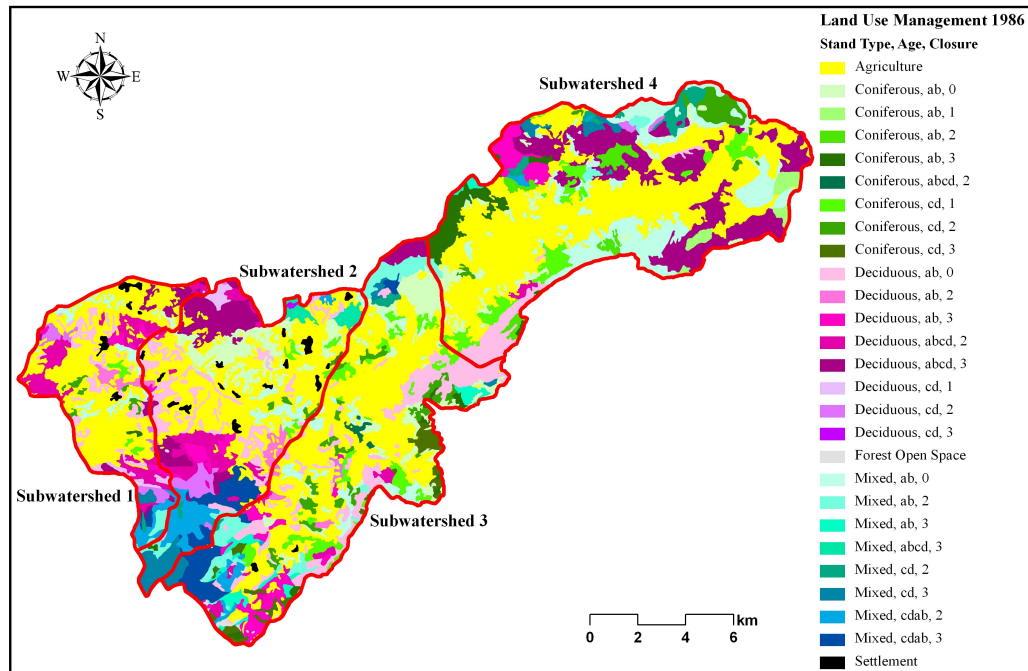 Land Use Management 1986
Stand Type, Age, Closure
Agriculture
Coniferous, ab, 0
Coniferous, ab, 1
Coniferous, ab, 2
Coniferous, ab, 3
Coniferous, abcd, 2
Coniferous, cd, 1
Coniferous, cd, 2
Coniferous, cd, 3
Deciduous, ab, 0
Deciduous, ab, 2
Deciduous, ab, 3
Deciduous, abcd, 2
Deciduous, abcd, 3
Deciduous, cd, 1
Deciduous, cd, 2
Deciduous, cd, 3
Forest Open Space
Mixed, ab, 0
Mixed, ab, 2
Mixed, ab, 3
Mixed, abcd, 3
Mixed, cd, 2
Mixed, cd, 3
Mixed, cdab, 2
Mixed, cdab, 3
Settlement
N
W E
S
Subwatershed 4
Subwatershed 2
Subwatershed 1
Subwatershed 3
km
0 2 4 6